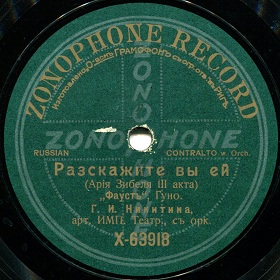 ZONOPHONE RECORD
Изготовлено О-вомъ ГРАМОФОНЪ съ огр. отв. въ Ригѣ
ZONOPHONE
RUSSIAN CONTRALTO w Orch.
Разскажите вы ей
(Арія Зибеля III акта)
„Фаустъ“, Гуно.
Г. И. Никитина,
арт. ИМП. Театр., съ орк.
X-63918